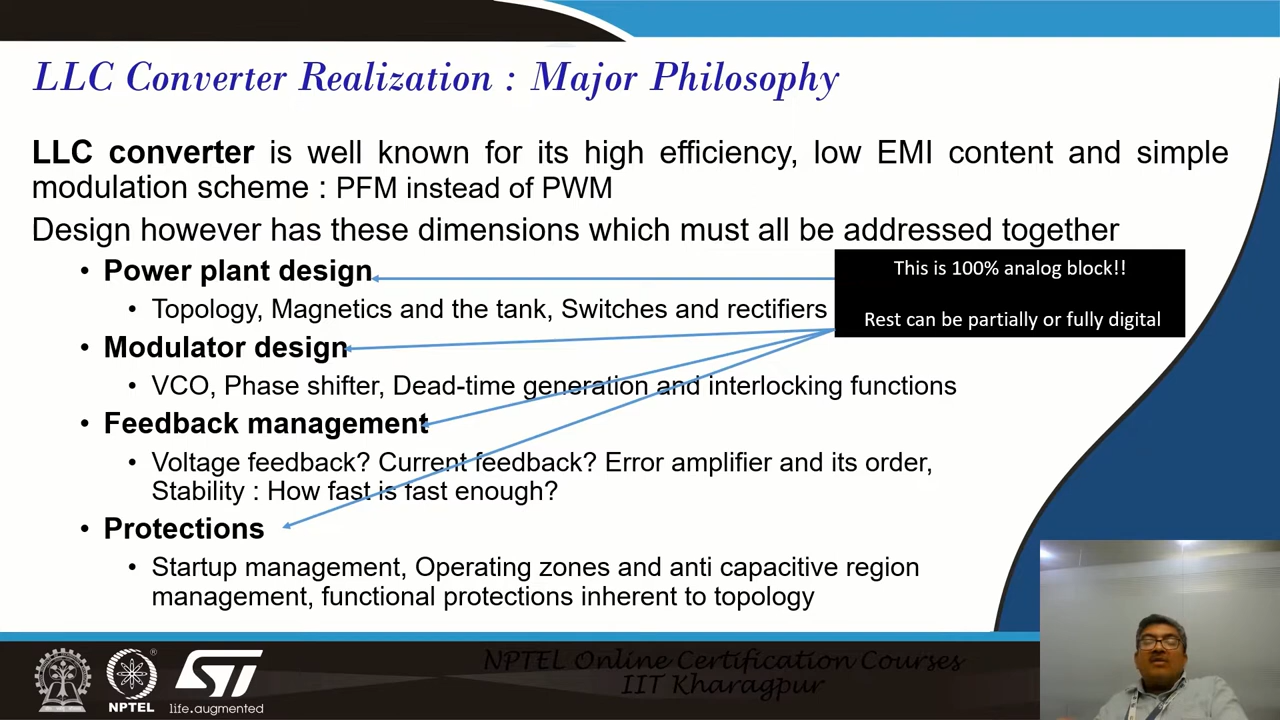 LLC Converter Realization : Major Philosophy
LLC converter is well known for its high efficiency, low EMI content and simple
modulation scheme : PFM instead of PWM
Design however has these dimensions which must all be addressed together
• Power plant design
• Topology, Magnetics and the tank, Switches and rectifiers
This is 100% analog block!!
Rest can be partially or fully digital
• Modulator design
• VCO, Phase shifter, Dead-time generation and interlocking functions
• Feedback management
• Voltage feedback? Current feedback? Error amplifier and its order,
Stability : How fast is fast enough?
• Protections
• Startup management, Operating zones and anti capacitive region
management, functional protections inherent to topology
NPTEL
ST
life.augmented
NPTEL Online Certification Courses
IIT Kharagpur